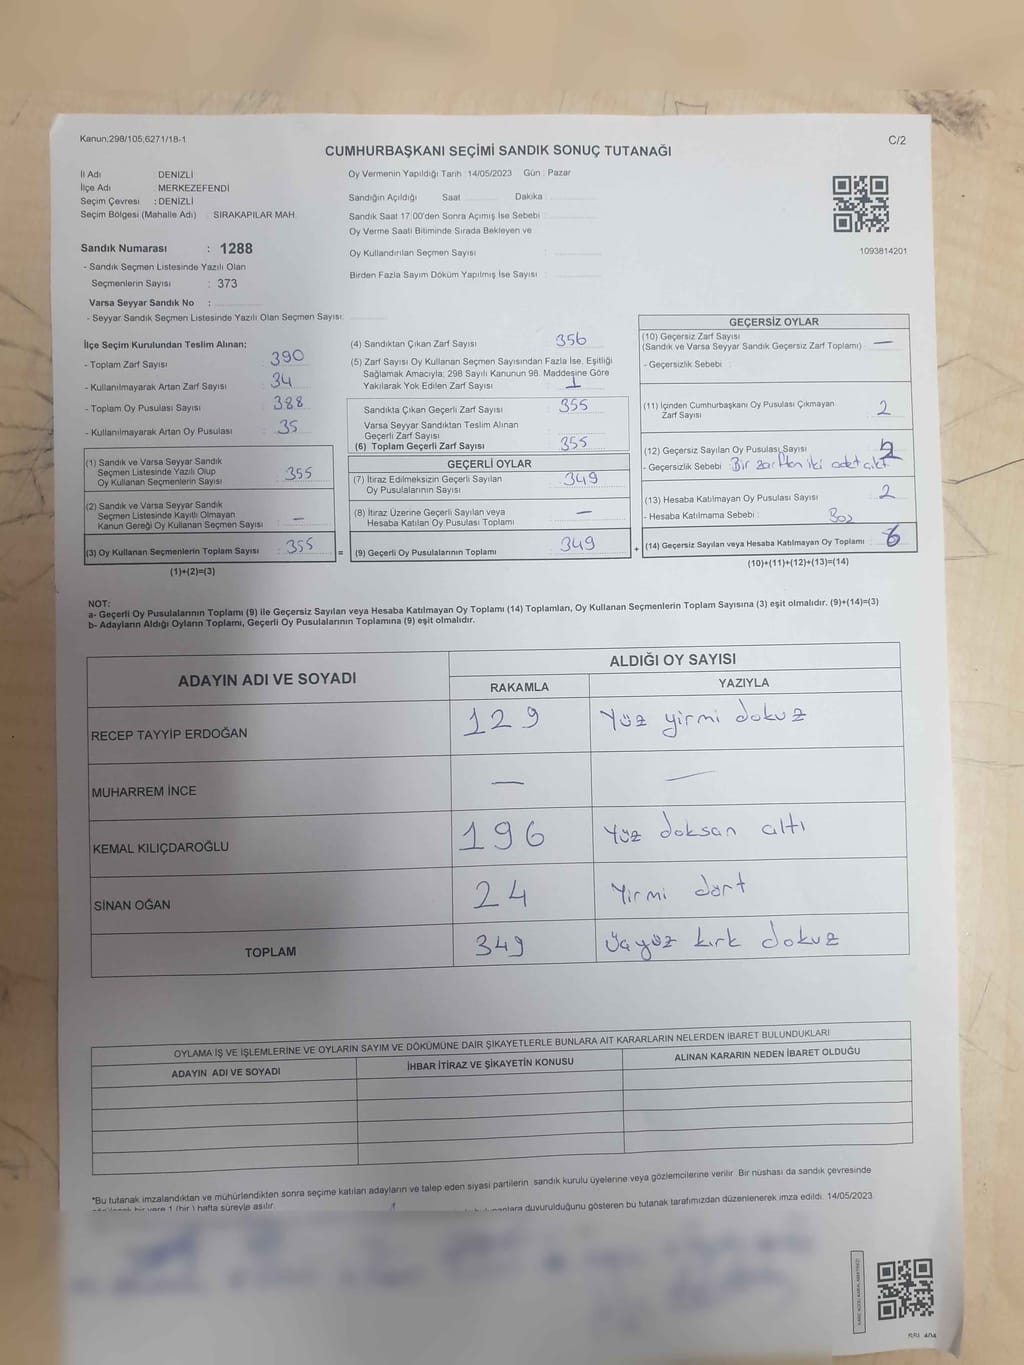 Kanun;298/105;6271/18-1
C/2
CUMHURBAŞKANI SEÇİMİ SANDIK SONUÇ TUTANAĞI
İl Adı DENİZLİ
İlçe Adı MERKEZEFENDİ
Seçim Çevresi : DENİZLİ
Seçim Bölgesi (Mahalle Adı) SIRAKAPILAR MAH.
Sandık Numarası : 1288
- Sandık Seçmen Listesinde Yazılı Olan
Seçmenlerin Sayısı : 373
Varsa Seyyar Sandık No :
- Seyyar Sandık Seçmen Listesinde Yazılı Olan Seçmen Sayısı:
Oy Vermenin Yapıldığı Tarih : 14/05/2023 Gün : Pazar
Sandığın Açıldığı Saat Dakika
Sandık Saat 17.00'den Sonra Açımış İse Sebebi
Oy Verme Saati Bitiminde Sırada Bekleyen ve
Oy Kullandırılan Seçmen Sayısı :
Birden Fazla Sayım Döküm Yapılmış İse Sayısı :
1093814201
İlçe Seçim Kurulundan Teslim Alınan;
- Toplam Zarf Sayısı : 390
- Kullanılmayarak Artan Zarf Sayısı : 34
- Toplam Oy Pusulası Sayısı : 388
- Kullanılmayarak Artan Oy Pusulası : 35
(1) Sandık ve Varsa Seyyar Sandık
Seçmen Listesinde Yazılı Olup
Oy Kullanan Seçmenlerin Sayısı : 355
(2) Sandık ve Varsa Seyyar Sandık
Seçmen Listesinde Kayıtlı Olmayan
Kanun Gereği Oy Kullanan Seçmen Sayısı : —
(3) Oy Kullanan Seçmenlerin Toplam Sayısı : 355
(1)+(2)=(3)
(4) Sandıktan Çıkan Zarf Sayısı : 356
(5) Zarf Sayısı Oy Kullanan Seçmen Sayısından Fazla İse, Eşitliği
Sağlamak Amacıyla; 298 Sayılı Kanunun 98. Maddesine Göre
Yakılarak Yok Edilen Zarf Sayısı : 1
Sandıkta Çıkan Geçerli Zarf Sayısı : 355
Varsa Seyyar Sandıktan Teslim Alınan
Geçerli Zarf Sayısı :
(6) Toplam Geçerli Zarf Sayısı : 355
GEÇERLİ OYLAR
(7) İtiraz Edilmeksizin Geçerli Sayılan
Oy Pusulalarının Sayısı : 349
(8) İtiraz Üzerine Geçerli Sayılan veya
Hesaba Katılan Oy Pusulası Toplamı : —
= (9) Geçerli Oy Pusulalarının Toplamı : 349
GEÇERSİZ OYLAR
(10) Geçersiz Zarf Sayısı
(Sandık ve Varsa Seyyar Sandık Geçersiz Zarf Toplamı) : —
- Geçersizlik Sebebi :
(11) İçinden Cumhurbaşkanı Oy Pusulası Çıkmayan
Zarf Sayısı : 2
(12) Geçersiz Sayılan Oy Pusulası Sayısı : 2
- Geçersizlik Sebebi : Bir zarftan iki adet çıktı
(13) Hesaba Katılmayan Oy Pusulası Sayısı : 2
- Hesaba Katılmama Sebebi : Boş
+ (14) Geçersiz Sayılan veya Hesaba Katılmayan Oy Toplamı : 6
(10)+(11)+(12)+(13)=(14)
NOT:
a- Geçerli Oy Pusulalarının Toplamı (9) ile Geçersiz Sayılan veya Hesaba Katılmayan Oy Toplamı (14) Toplamları, Oy Kullanan Seçmenlerin Toplam Sayısına (3) eşit olmalıdır. (9)+(14)=(3)
b- Adayların Aldığı Oyların Toplamı, Geçerli Oy Pusulalarının Toplamına (9) eşit olmalıdır.
ADAYIN ADI VE SOYADI
ALDIĞI OY SAYISI
RAKAMLA YAZIYLA
RECEP TAYYİP ERDOĞAN 129 Yüz yirmi dokuz
MUHARREM İNCE — —
KEMAL KILIÇDAROĞLU 196 Yüz doksan altı
SİNAN OĞAN 24 Yirmi dört
TOPLAM 349 Üçyüz kırk dokuz
OYLAMA İŞ VE İŞLEMLERİNE VE OYLARIN SAYIM VE DÖKÜMÜNE DAİR ŞİKAYETLERLE BUNLARA AİT KARARLARIN NELERDEN İBARET BULUNDUKLARI
ADAYIN ADI VE SOYADI İHBAR İTİRAZ VE ŞİKAYETİN KONUSU ALINAN KARARIN NEDEN İBARET OLDUĞU
*Bu tutanak imzalandıktan ve mühürlendikten sonra seçime katılan adayların ve talep eden siyasi partilerin sandık kurulu üyelerine veya gözlemcilerine verilir. Bir nüshası da sandık çevresinde
bir yere 1 (bir) hafta süreyle asılır. duyurulduğunu gösteren bu tutanak tarafımızdan düzenlenerek imza edildi. 14/05/2023